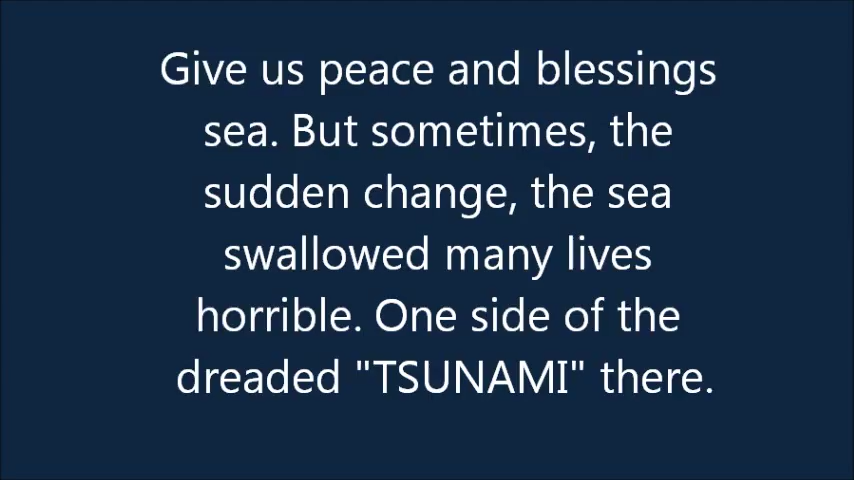 Give us peace and blessings
sea. But sometimes, the
sudden change, the sea
swallowed many lives
horrible. One side of the
dreaded "TSUNAMI" there.